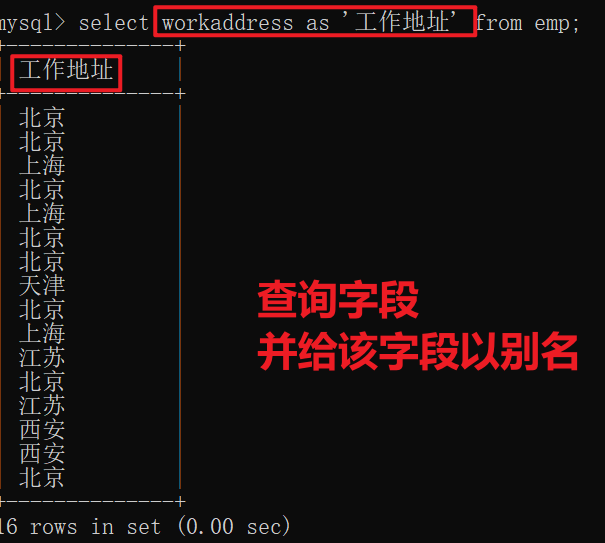 mysql> select workaddress as '工作地址' from emp;
+--------------+
| 工作地址 |
+--------------+
| 北京 |
| 北京 |
| 上海 |
| 北京 |
| 上海 |
| 北京 |
| 北京 |
| 天津 |
| 北京 |
| 上海 |
| 江苏 |
| 北京 |
| 江苏 |
| 西安 |
| 西安 |
| 北京 |
+--------------+
16 rows in set (0.00 sec)
查询字段
并给该字段以别名